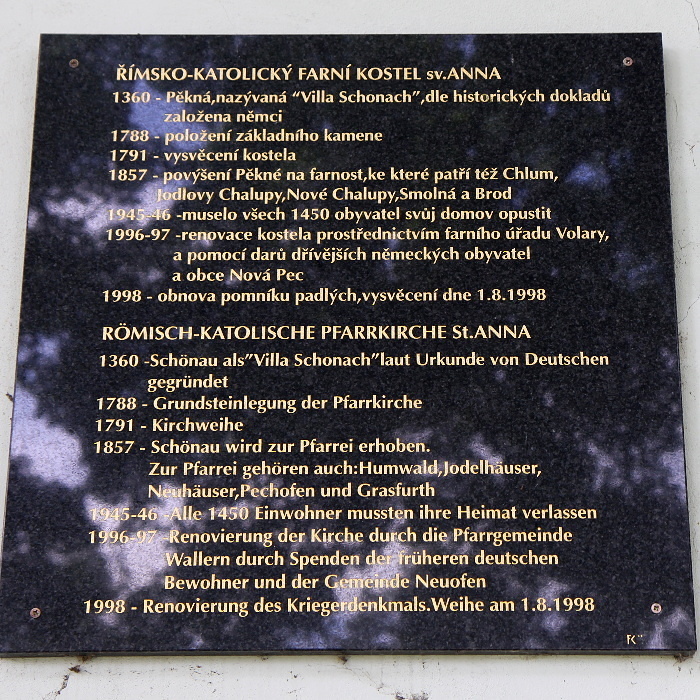 ŘÍMSKO-KATOLICKÝ FARNÍ KOSTEL sv.ANNA
1360 - Pěkná,nazývaná “Villa Schonach”,dle historických dokladů
založena němci
1788 - položení základního kamene
1791 - vysvěcení kostela
1857 - povýšení Pěkné na farnost,ke které patří též Chlum,
Jodlovy Chalupy,Nové Chalupy,Smolná a Brod
1945-46 -muselo všech 1450 obyvatel svůj domov opustit
1996-97 -renovace kostela prostřednictvím farního úřadu Volary,
a pomocí darů dřívějších německých obyvatel
a obce Nová Pec
1998 - obnova pomníku padlých,vysvěcení dne 1.8.1998
RÖMISCH-KATOLISCHE PFARRKIRCHE St.ANNA
1360 -Schönau als”Villa Schonach”laut Urkunde von Deutschen
gegründet
1788 - Grundsteinlegung der Pfarrkirche
1791 - Kirchweihe
1857 - Schönau wird zur Pfarrei erhoben.
Zur Pfarrei gehören auch:Humwald,Jodelhäuser,
Neuhäuser,Pechofen und Grasfurth
1945-46 -Alle 1450 Einwohner mussten ihre Heimat verlassen
1996-97 -Renovierung der Kirche durch die Pfarrgemeinde
Wallern durch Spenden der früheren deutschen
Bewohner und der Gemeinde Neuofen
1998 - Renovierung des Kriegerdenkmals.Weihe am 1.8.1998